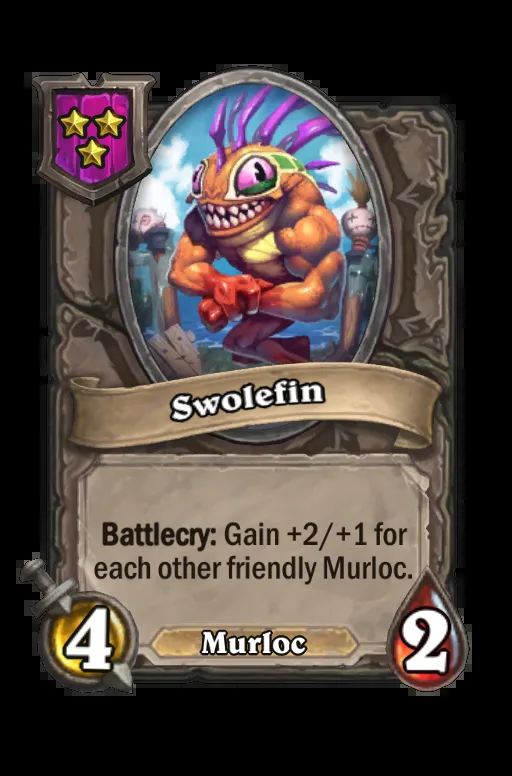 Swolefin
Battlecry: Gain +2/+1 for
each other friendly Murloc.
4
Murloc
2